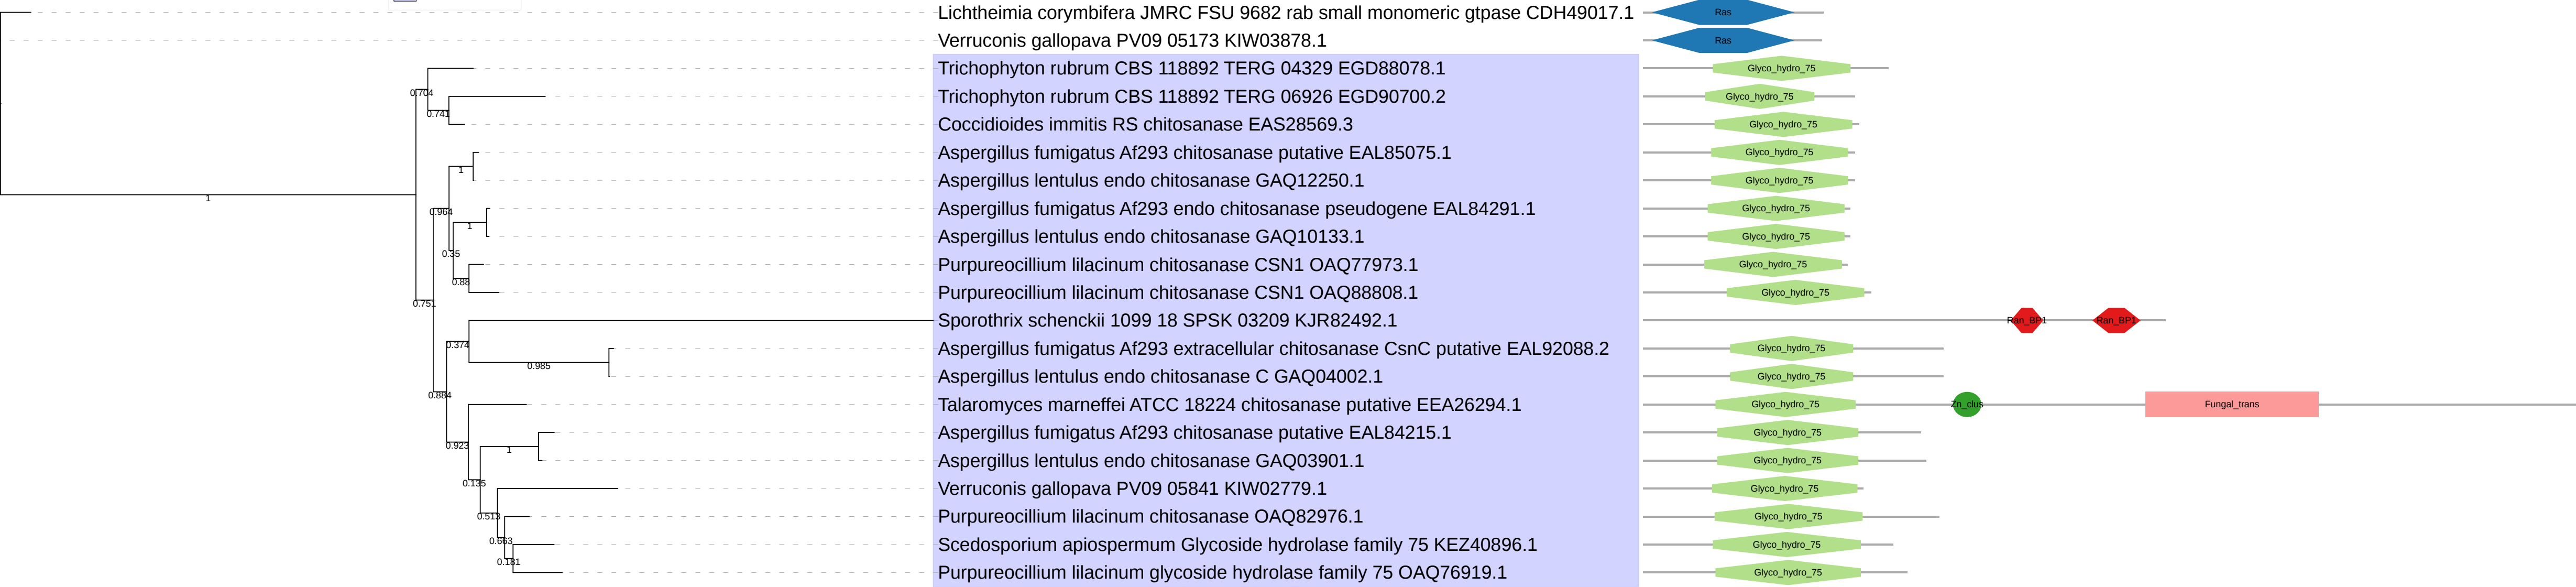 Lichtheimia corymbifera JMRC FSU 9682 rab small monomeric gtpase CDH49017.1 Ras
Verruconis gallopava PV09 05173 KIW03878.1 Ras
Trichophyton rubrum CBS 118892 TERG 04329 EGD88078.1 Glyco_hydro_75
0.704
Trichophyton rubrum CBS 118892 TERG 06926 EGD90700.2 Glyco_hydro_75
0.741
Coccidioides immitis RS chitosanase EAS28569.3 Glyco_hydro_75
Aspergillus fumigatus Af293 chitosanase putative EAL85075.1 Glyco_hydro_75
1
Aspergillus lentulus endo chitosanase GAQ12250.1 Glyco_hydro_75
1
Aspergillus fumigatus Af293 endo chitosanase pseudogene EAL84291.1 Glyco_hydro_75
0.964
1
Aspergillus lentulus endo chitosanase GAQ10133.1 Glyco_hydro_75
0.35
Purpureocillium lilacinum chitosanase CSN1 OAQ77973.1 Glyco_hydro_75
0.88
Purpureocillium lilacinum chitosanase CSN1 OAQ88808.1 Glyco_hydro_75
0.751
Sporothrix schenckii 1099 18 SPSK 03209 KJR82492.1 Ran_BP1 Ran_BP1
0.374
Aspergillus fumigatus Af293 extracellular chitosanase CsnC putative EAL92088.2 Glyco_hydro_75
0.985
Aspergillus lentulus endo chitosanase C GAQ04002.1 Glyco_hydro_75
0.884
Talaromyces marneffei ATCC 18224 chitosanase putative EEA26294.1 Glyco_hydro_75 Zn_clus Fungal_trans
Aspergillus fumigatus Af293 chitosanase putative EAL84215.1 Glyco_hydro_75
0.923
1
Aspergillus lentulus endo chitosanase GAQ03901.1 Glyco_hydro_75
0.135
Verruconis gallopava PV09 05841 KIW02779.1 Glyco_hydro_75
0.513
Purpureocillium lilacinum chitosanase OAQ82976.1 Glyco_hydro_75
0.663
Scedosporium apiospermum Glycoside hydrolase family 75 KEZ40896.1 Glyco_hydro_75
0.181
Purpureocillium lilacinum glycoside hydrolase family 75 OAQ76919.1 Glyco_hydro_75